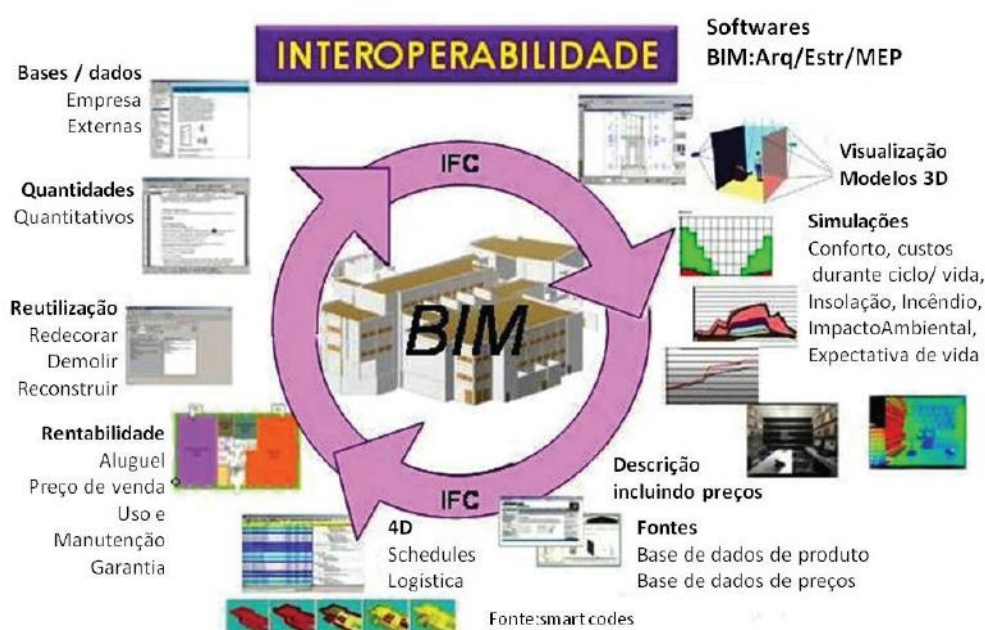 INTEROPERABILIDADE
Softwares
BIM:Arq/Estr/MEP
Bases / dados
Empresa
Externas
Quantidades
Quantitativos
Reutilização
Redecorar
Demolir
Reconstruir
Rentabilidade
Aluguel
Preço de venda
Uso e
Manutenção
Garantia
IFC
BIM
IFC
Visualização
Modelos 3D
Simulações
Conforto, custos
durante ciclo/ vida,
Insolação, Incêndio,
ImpactoAmbiental,
Expectativa de vida
Descrição
incluindo preços
4D
Schedules
Logística
Fontes
Base de dados de produto
Base de dados de preços
Fonte:smart codes